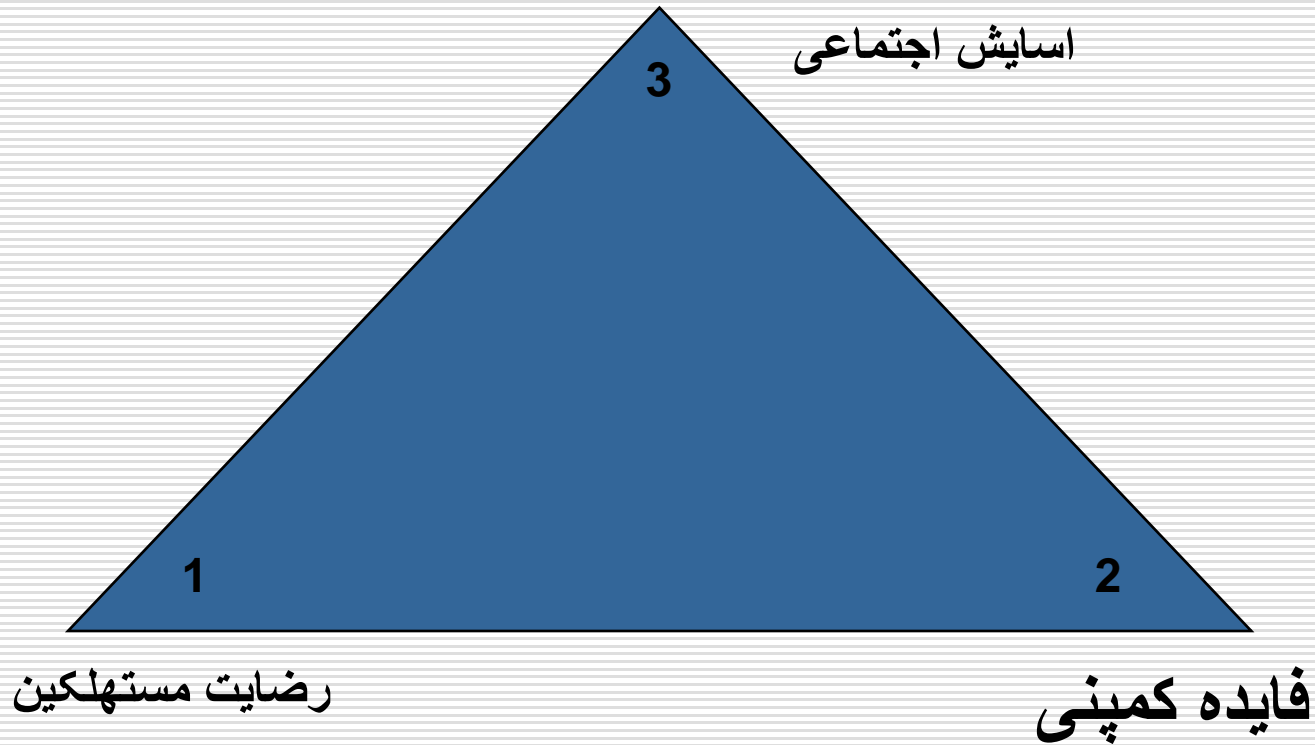 اسایش اجتماعی
3
1
2
رضایت مستهلکین
فایده کمپنی